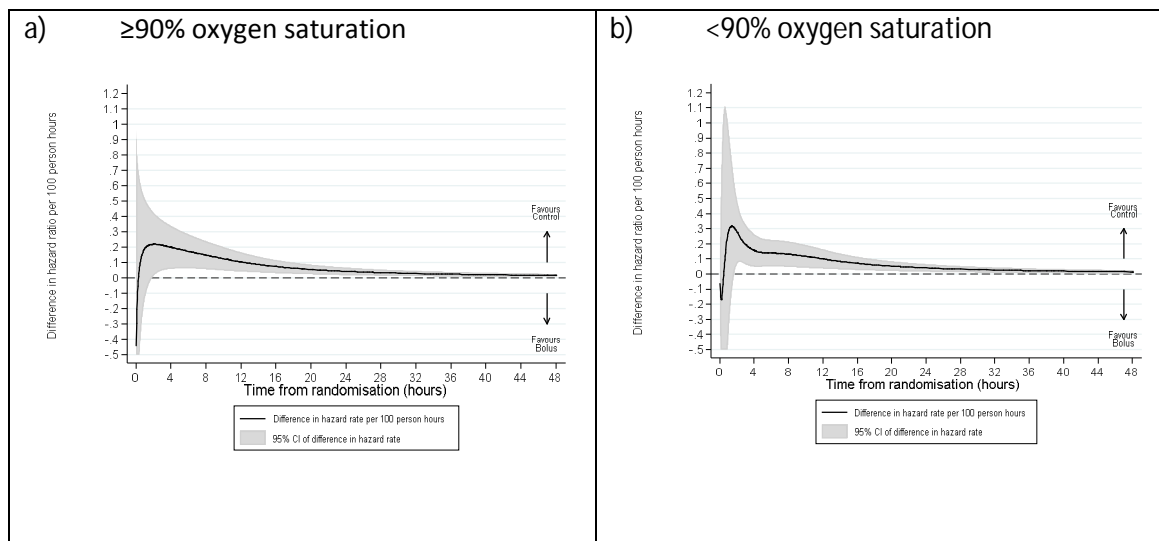 a) ≥90% oxygen saturation
Difference in hazard ratio per 100 person hours
1.2
1.1
1
.9
.8
.7
.6
.5
.4
.3
.2
.1
0
-.1
-.2
-.3
-.4
-.5
Favours
Control
Favours
Bolus
0 4 8 12 16 20 24 28 32 36 40 44 48
Time from randomisation (hours)
Difference in hazard rate per 100 person hours
95% CI of difference in hazard rate
b) <90% oxygen saturation
Difference in hazard ratio per 100 person hours
1.2
1.1
1
.9
.8
.7
.6
.5
.4
.3
.2
.1
0
-.1
-.2
-.3
-.4
-.5
Favours
Control
Favours
Bolus
0 4 8 12 16 20 24 28 32 36 40 44 48
Time from randomisation (hours)
Difference in hazard rate per 100 person hours
95% CI of difference in hazard rate